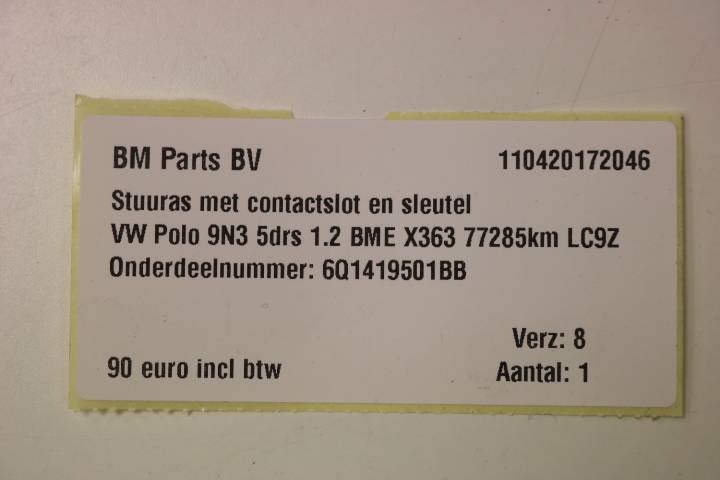 BM Parts BV 110420172046
Stuuras met contactslot en sleutel
VW Polo 9N3 5drs 1.2 BME X363 77285km LC9Z
Onderdeelnummer: 6Q1419501BB
Verz: 8
90 euro incl btw Aantal: 1